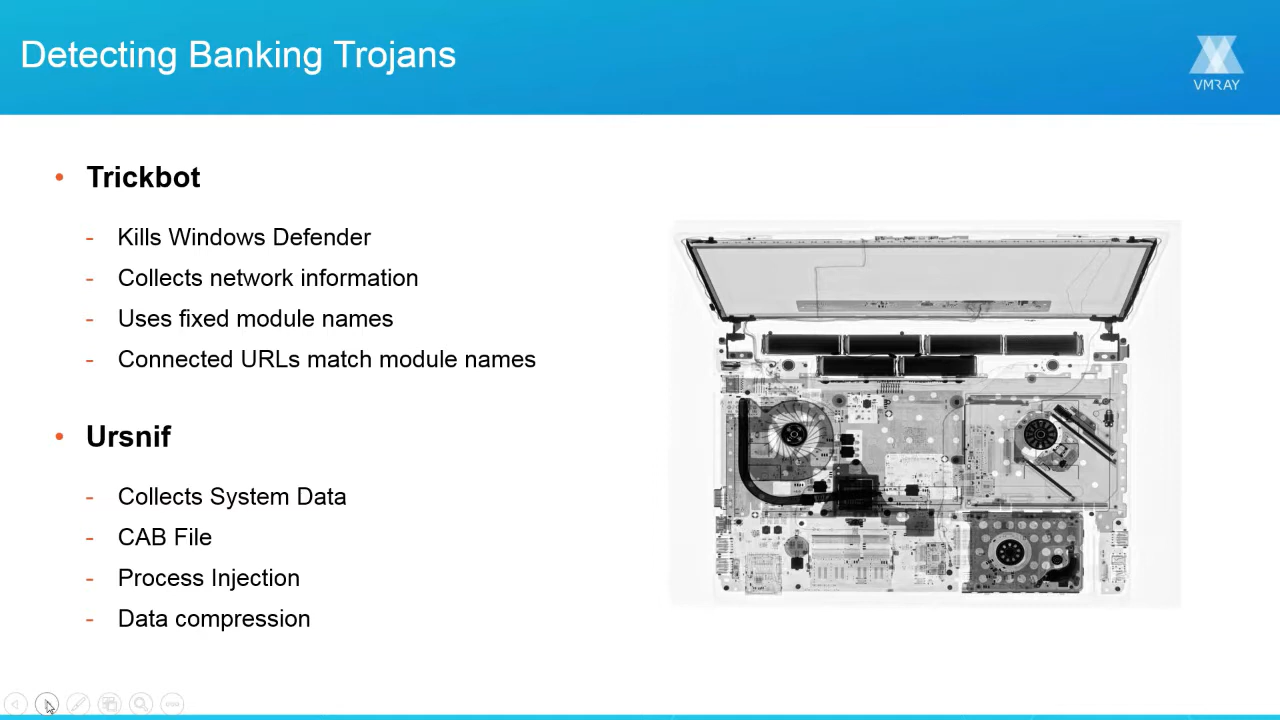 Detecting Banking Trojans
VMRAY
• Trickbot
- Kills Windows Defender
- Collects network information
- Uses fixed module names
- Connected URLs match module names
• Ursnif
- Collects System Data
- CAB File
- Process Injection
- Data compression